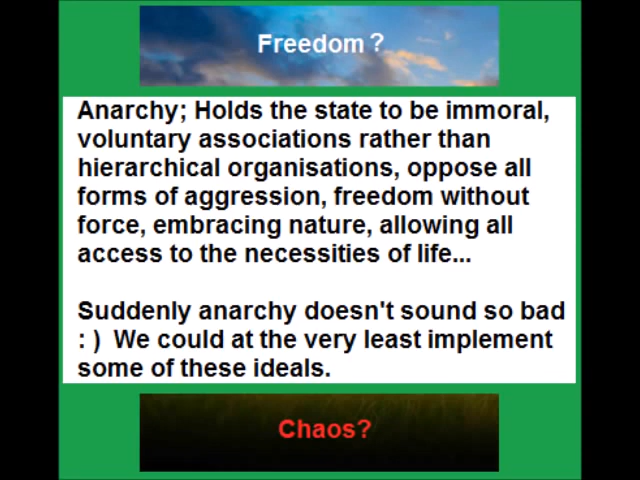 Freedom ?
Anarchy; Holds the state to be immoral,
voluntary associations rather than
hierarchical organisations, oppose all
forms of aggression, freedom without
force, embracing nature, allowing all
access to the necessities of life...
Suddenly anarchy doesn't sound so bad
: )  We could at the very least implement
some of these ideals.
Chaos?